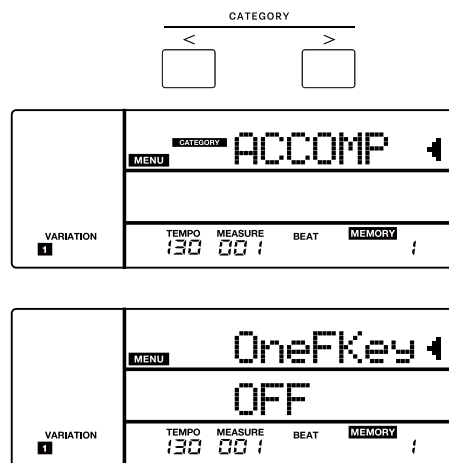 CATEGORY
< >
CATEGORY
MENU ACCOMP
VARIATION TEMPO MEASURE BEAT MEMORY
1 130 001 1
MENU OneFKey
OFF
VARIATION TEMPO MEASURE BEAT MEMORY
1 130 001 1